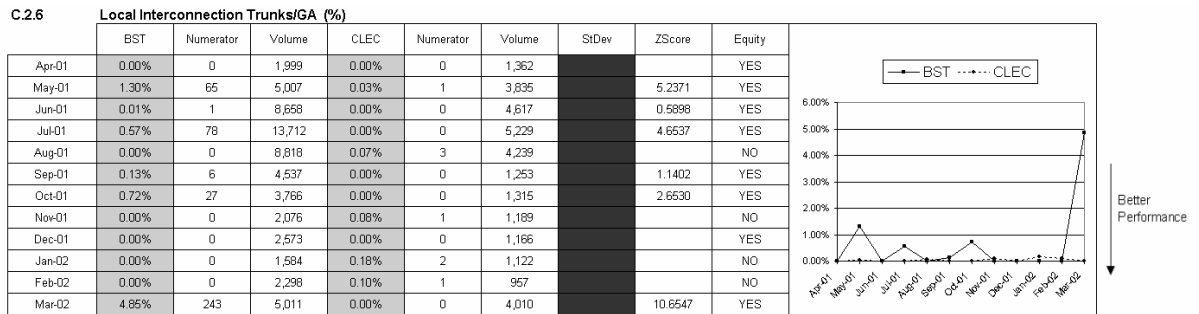 C.2.6 Local Interconnection Trunks/GA (%)
BST Numerator Volume CLEC Numerator Volume StDev ZScore Equity
Apr-01 0.00% 0 1,999 0.00% 0 1,362 YES
May-01 1.30% 65 5,007 0.03% 1 3,835 5.2371 YES
Jun-01 0.01% 1 8,658 0.00% 0 4,617 0.5898 YES
Jul-01 0.57% 78 13,712 0.00% 0 5,229 4.6537 YES
Aug-01 0.00% 0 8,818 0.07% 3 4,239 NO
Sep-01 0.13% 6 4,537 0.00% 0 1,253 1.1402 YES
Oct-01 0.72% 27 3,766 0.00% 0 1,315 2.6530 YES
Nov-01 0.00% 0 2,076 0.08% 1 1,189 NO
Dec-01 0.00% 0 2,573 0.00% 0 1,166 YES
Jan-02 0.00% 0 1,584 0.18% 2 1,122 NO
Feb-02 0.00% 0 2,298 0.10% 1 957 NO
Mar-02 4.85% 243 5,011 0.00% 0 4,010 10.6547 YES
BST CLEC
6.00%
5.00%
4.00%
3.00%
2.00%
1.00%
0.00%
Apr-01 May-01 Jun-01 Jul-01 Aug-01 Sep-01 Oct-01 Nov-01 Dec-01 Jan-02 Feb-02 Mar-02
Better
Performance